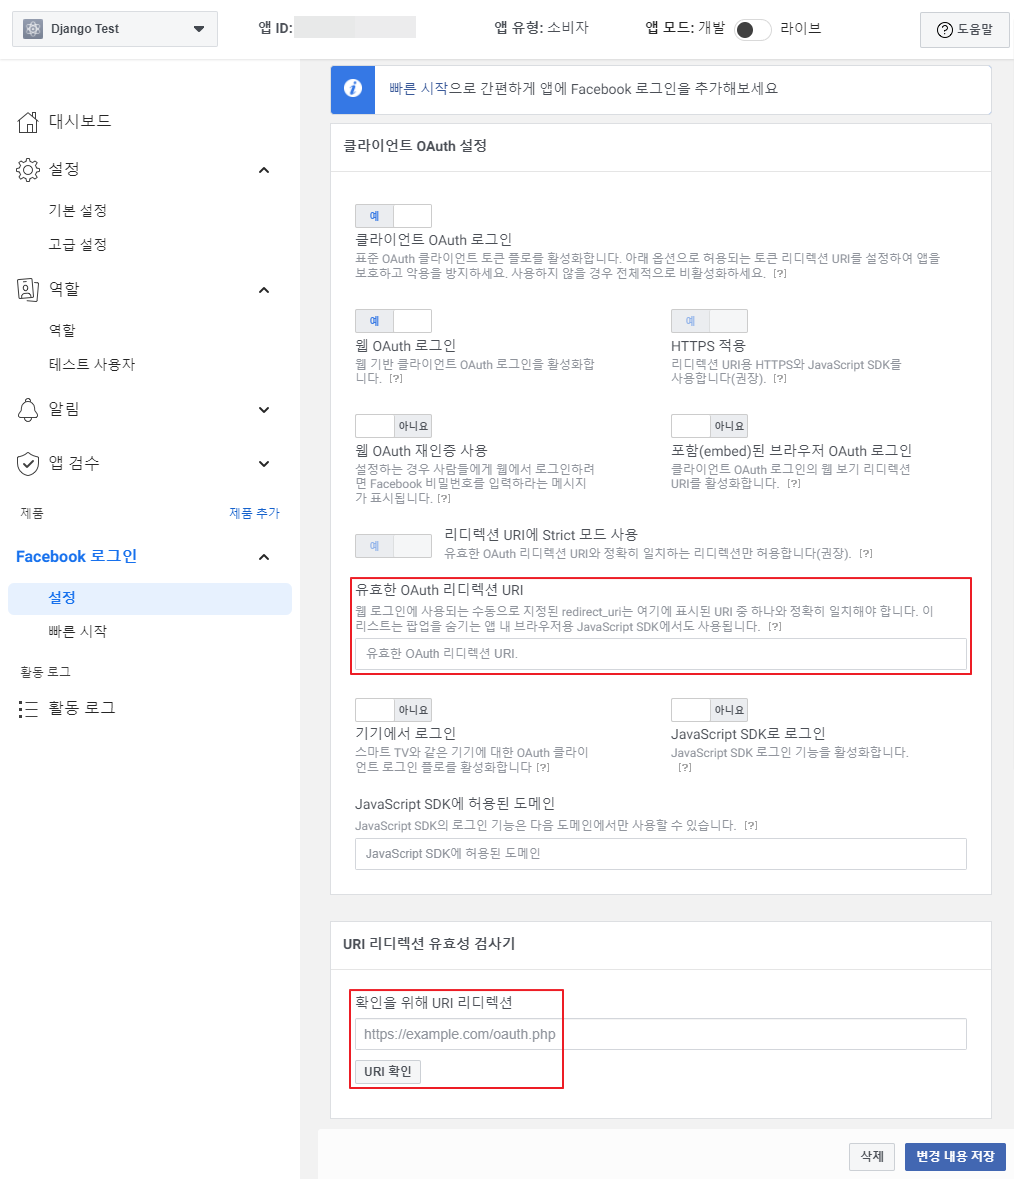 Django Test
앱 ID:
앱 유형: 소비자
앱 모드: 개발
라이브
도움말
대시보드
설정
기본 설정
고급 설정
역할
역할
테스트 사용자
알림
앱 검수
제품
제품 추가
Facebook 로그인
설정
빠른 시작
활동 로그
활동 로그
빠른 시작으로 간편하게 앱에 Facebook 로그인을 추가해보세요
클라이언트 OAuth 설정
예
클라이언트 OAuth 로그인
표준 OAuth 클라이언트 토큰 플로를 활성화합니다. 아래 옵션으로 허용되는 토큰 리디렉션 URI를 설정하여 앱을
보호하고 악용을 방지하세요. 사용하지 않을 경우 전체적으로 비활성화하세요. [?]
예
웹 OAuth 로그인
웹 기반 클라이언트 OAuth 로그인을 활성화합
니다. [?]
예
HTTPS 적용
리디렉션 URI용 HTTPS와 JavaScript SDK를
사용합니다(권장). [?]
아니요
웹 OAuth 재인증 사용
설정하는 경우 사람들에게 웹에서 로그인하려
면 Facebook 비밀번호를 입력하라는 메시지
가 표시됩니다. [?]
아니요
포함(embed)된 브라우저 OAuth 로그인
클라이언트 OAuth 로그인의 웹 보기 리디렉션
URI를 활성화합니다. [?]
예
리디렉션 URI에 Strict 모드 사용
유효한 OAuth 리디렉션 URI와 정확히 일치하는 리디렉션만 허용합니다(권장). [?]
유효한 OAuth 리디렉션 URI
웹 로그인에 사용되는 수동으로 지정된 redirect_uri는 여기에 표시된 URI 중 하나와 정확히 일치해야 합니다. 이
리스트는 팝업을 숨기는 앱 내 브라우저용 JavaScript SDK에서도 사용됩니다. [?]
유효한 OAuth 리디렉션 URI.
아니요
기기에서 로그인
스마트 TV와 같은 기기에 대한 OAuth 클라이
언트 로그인 플로를 활성화합니다 [?]
아니요
JavaScript SDK로 로그인
JavaScript SDK 로그인 기능을 활성화합니다.
[?]
JavaScript SDK에 허용된 도메인
JavaScript SDK의 로그인 기능은 다음 도메인에서만 사용할 수 있습니다. [?]
JavaScript SDK에 허용된 도메인
URI 리디렉션 유효성 검사기
확인을 위해 URI 리디렉션
https://example.com/oauth.php
URI 확인
삭제
변경 내용 저장